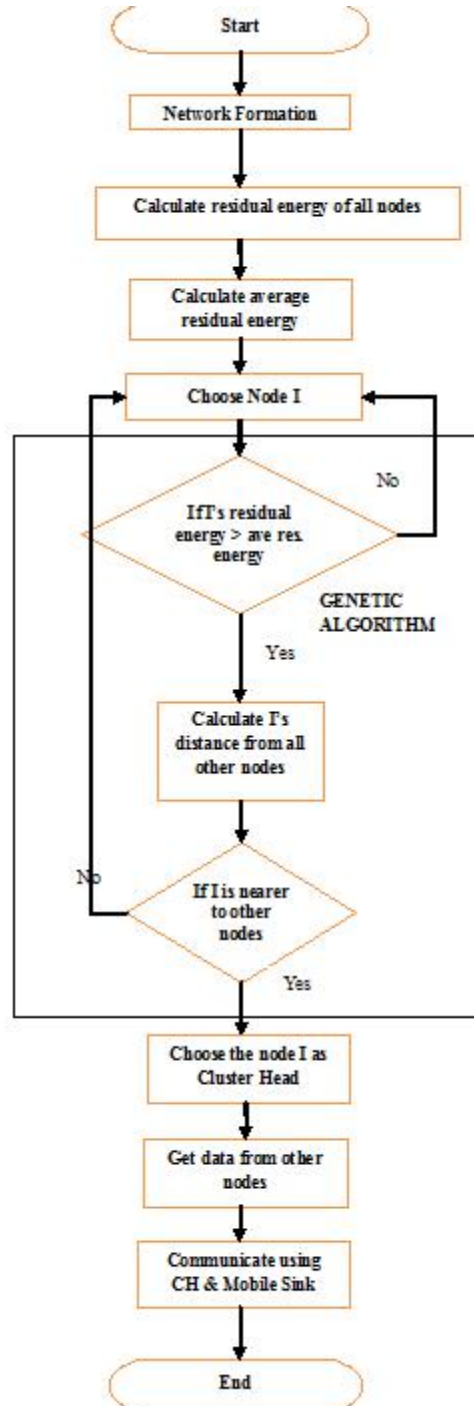 Start
Network Formation
Calculate residual energy of all nodes
Calculate average
residual energy
Choose Node I
No
If I's residual
energy > ave res.
energy
GENETIC
ALGORITHM
Yes
Calculate I's
distance from all
other nodes
No
If I is nearer
to other
nodes
Yes
Choose the node I as
Cluster Head
Get data from other
nodes
Communicate using
CH & Mobile Sink
End